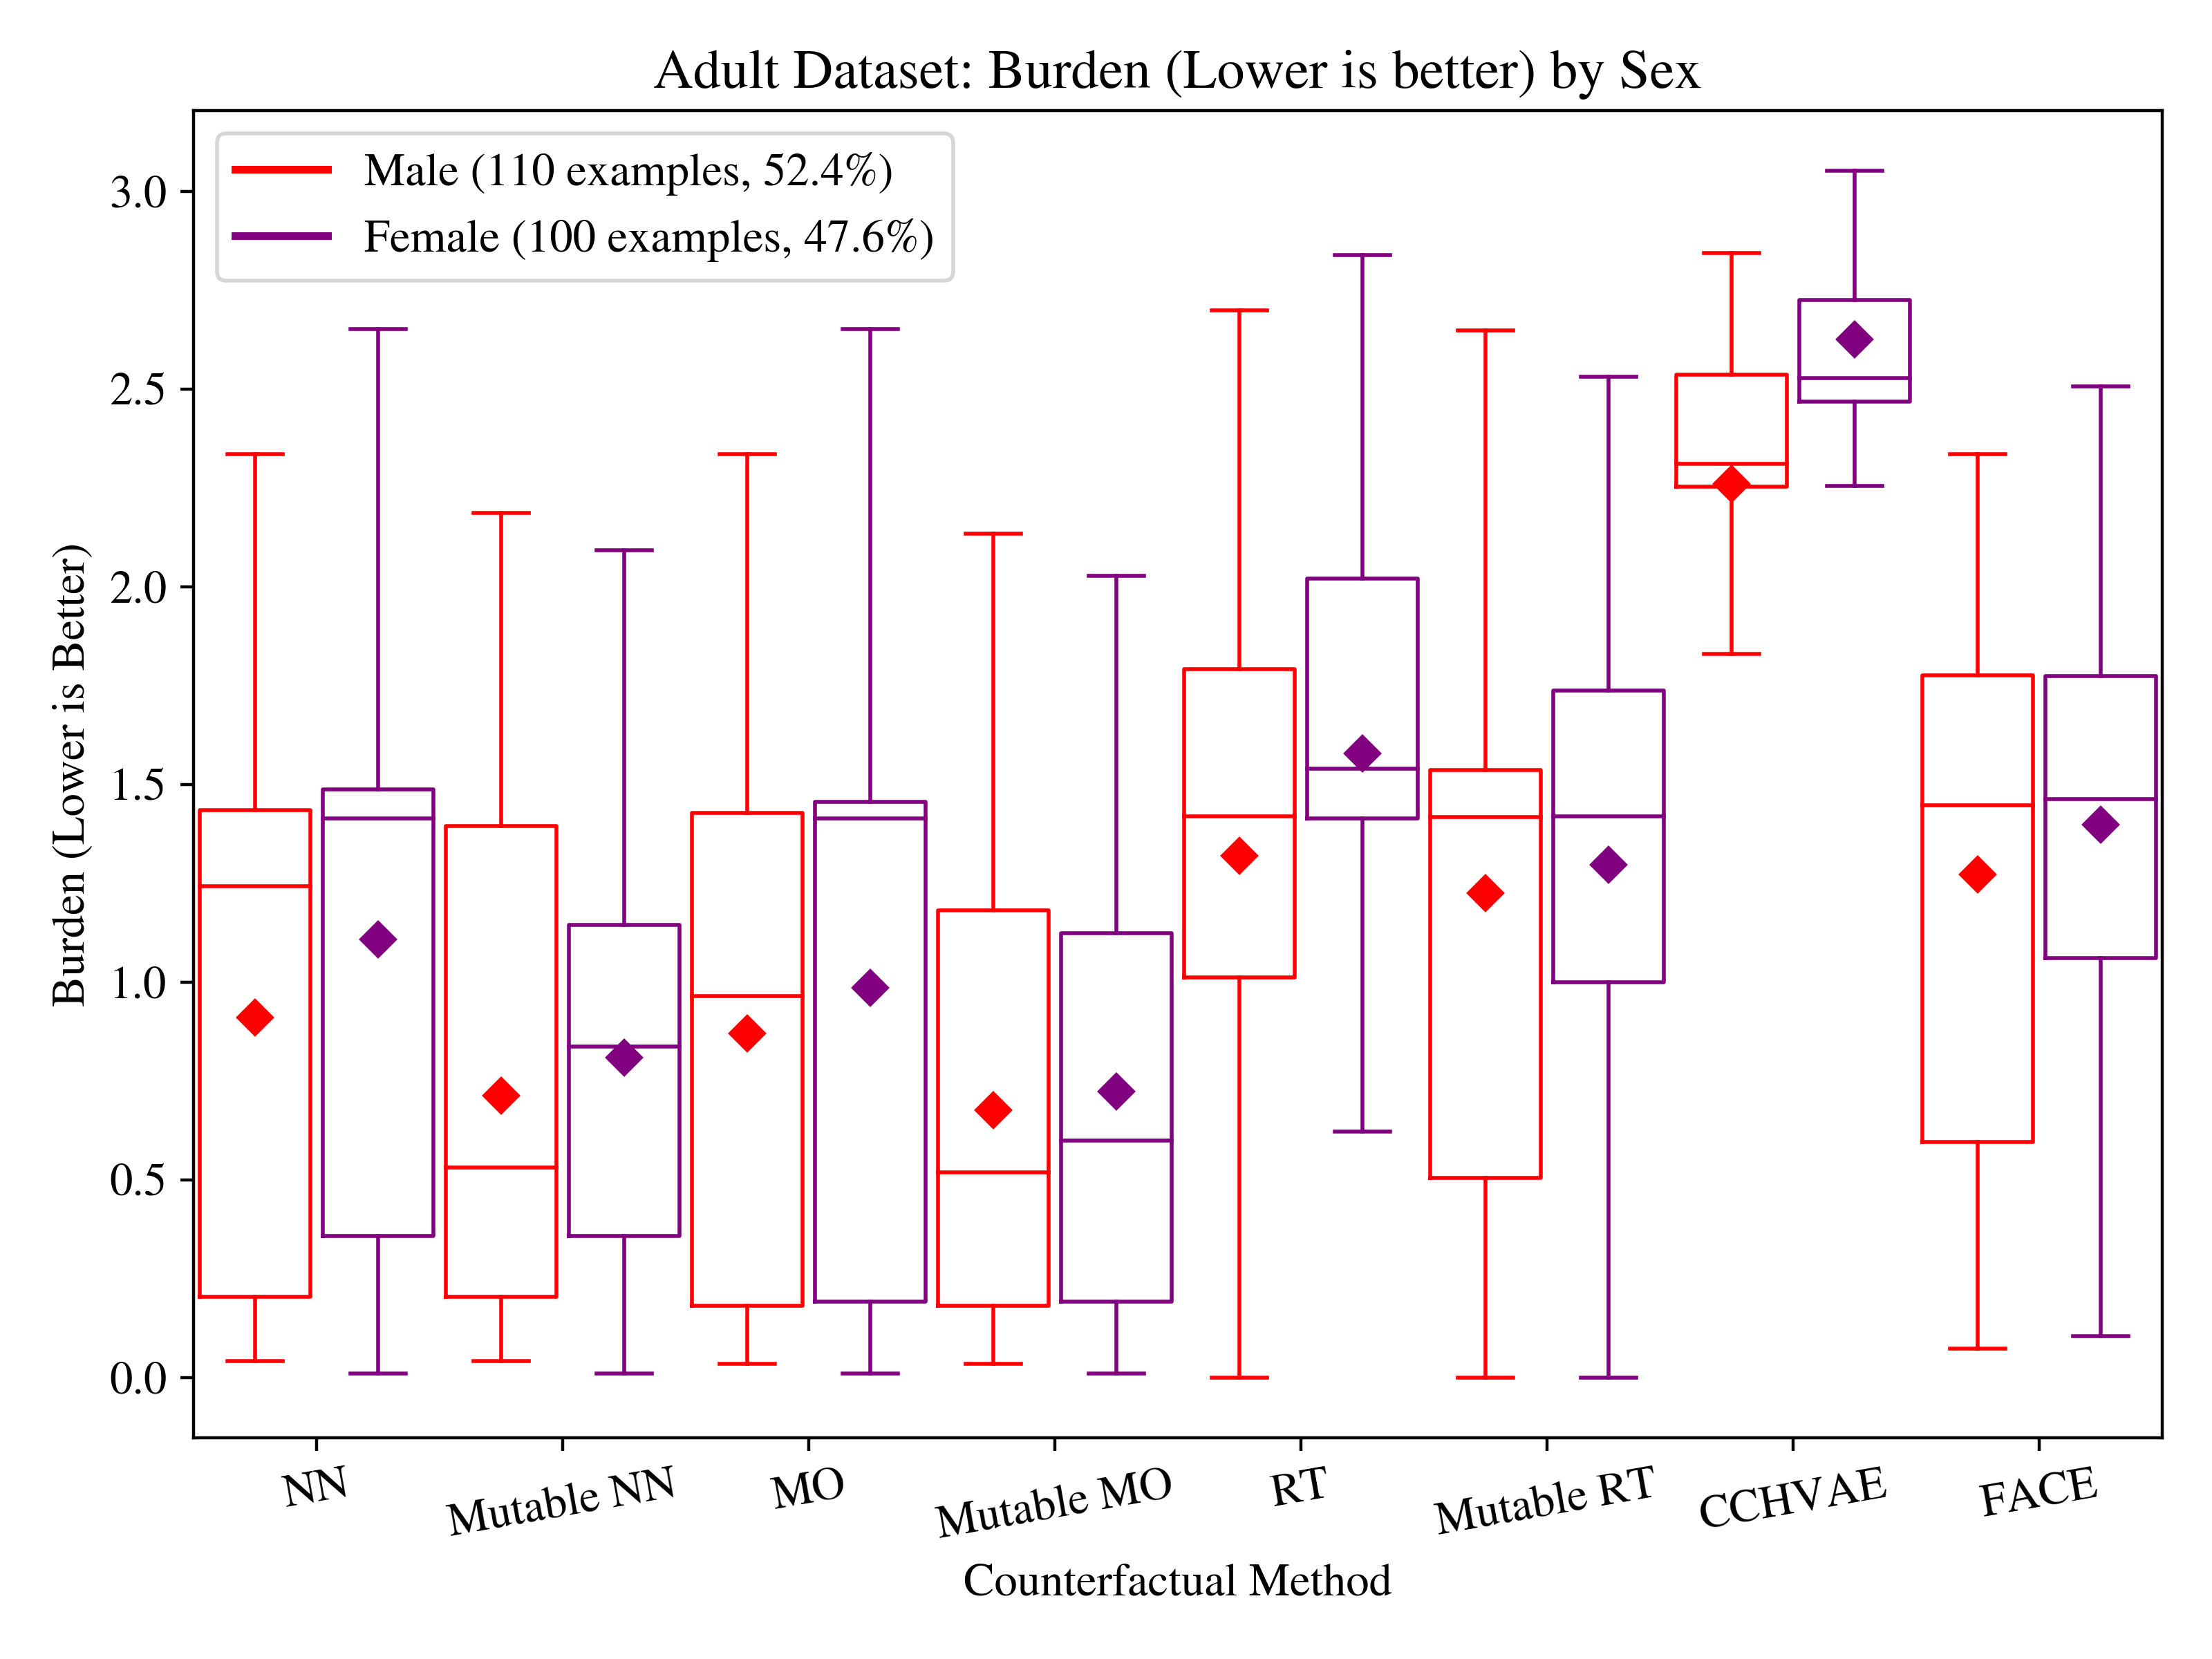 Adult Dataset: Burden (Lower is better) by Sex
Male (110 examples, 52.4%)
Female (100 examples, 47.6%)
Burden (Lower is Better)
3.0
2.5
2.0
1.5
1.0
0.5
0.0
NN
Mutable NN
MO
Mutable MO
RT
Mutable RT
CCHVAE
FACE
Counterfactual Method